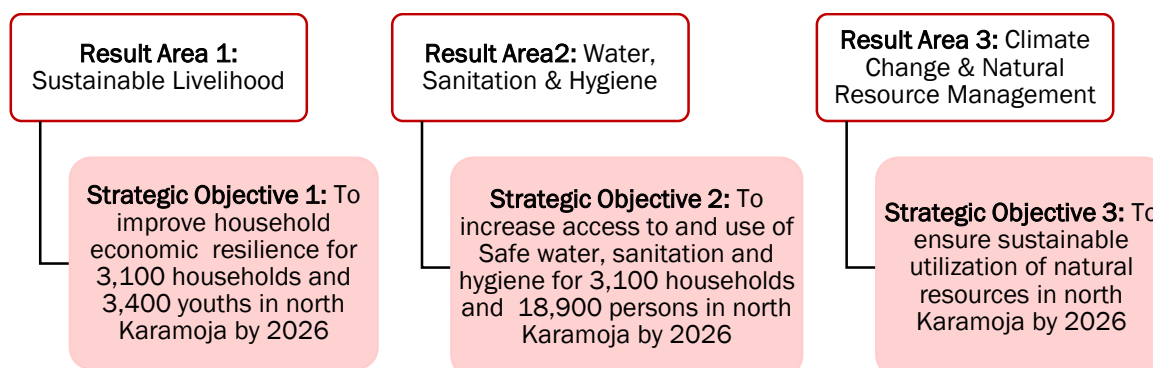 Result Area 1:
Sustainable Livelihood
Strategic Objective 1: To
improve household
economic resilience for
3,100 households and
3,400 youths in north
Karamoja by 2026
Result Area2: Water,
Sanitation & Hygiene
Strategic Objective 2: To
increase access to and use of
Safe water, sanitation and
hygiene for 3,100 households
and 18,900 persons in north
Karamoja by 2026
Result Area 3: Climate
Change & Natural
Resource Management
Strategic Objective 3: To
ensure sustainable
utilization of natural
resources in north
Karamoja by 2026